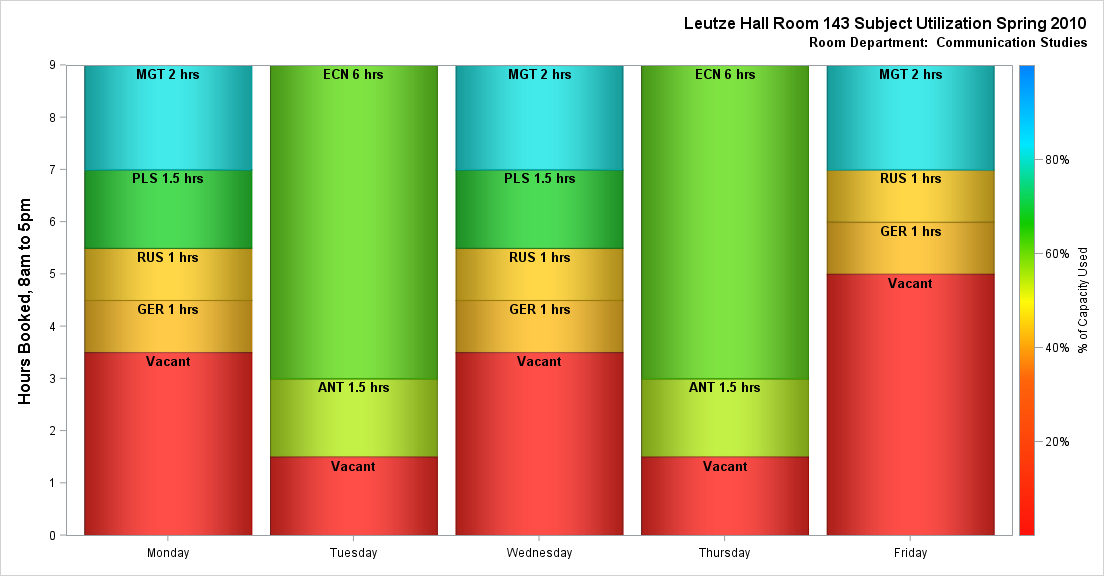 Leutze Hall Room 143 Subject Utilization Spring 2010
Room Department:  Communication Studies
Hours Booked, 8am to 5pm
9
8
7
6
5
4
3
2
1
0
MGT 2 hrs
PLS 1.5 hrs
RUS 1 hrs
GER 1 hrs
Vacant
ECN 6 hrs
ANT 1.5 hrs
Vacant
MGT 2 hrs
PLS 1.5 hrs
RUS 1 hrs
GER 1 hrs
Vacant
ECN 6 hrs
ANT 1.5 hrs
Vacant
MGT 2 hrs
RUS 1 hrs
GER 1 hrs
Vacant
Monday
Tuesday
Wednesday
Thursday
Friday
80%
60%
40%
20%
% of Capacity Used